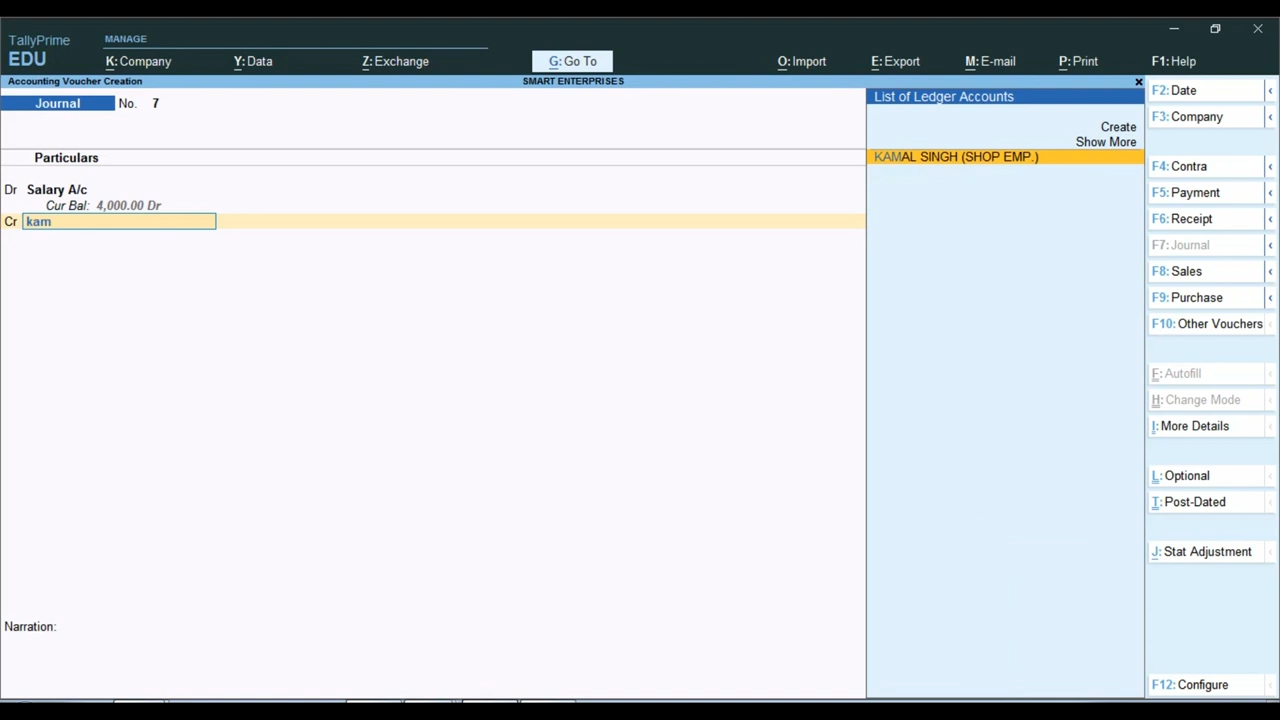 TallyPrime
EDU
MANAGE
K: Company
Y: Data
Z: Exchange
G: Go To
O: Import
E: Export
M: E-mail
P: Print
F1: Help
Accounting Voucher Creation
SMART ENTERPRISES
Journal No. 7
Particulars
Dr Salary A/c
Cur Bal: 4,000.00 Dr
Cr kam
Narration:
List of Ledger Accounts
Create
Show More
KAMAL SINGH (SHOP EMP.)
F2: Date
F3: Company
F4: Contra
F5: Payment
F6: Receipt
F7: Journal
F8: Sales
F9: Purchase
F10: Other Vouchers
F: Autofill
H: Change Mode
I: More Details
L: Optional
T: Post-Dated
J: Stat Adjustment
F12: Configure